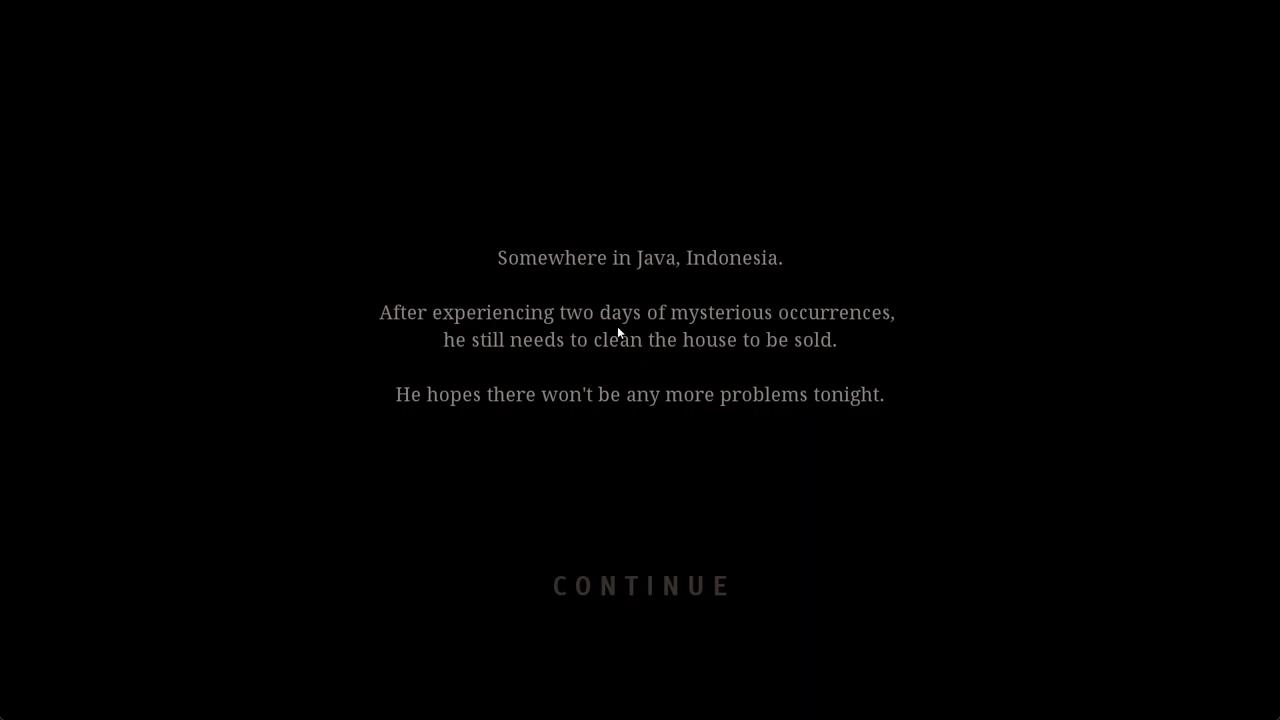 Somewhere in Java, Indonesia.
After experiencing two days of mysterious occurrences,
he still needs to clean the house to be sold.
He hopes there won't be any more problems tonight.
CONTINUE